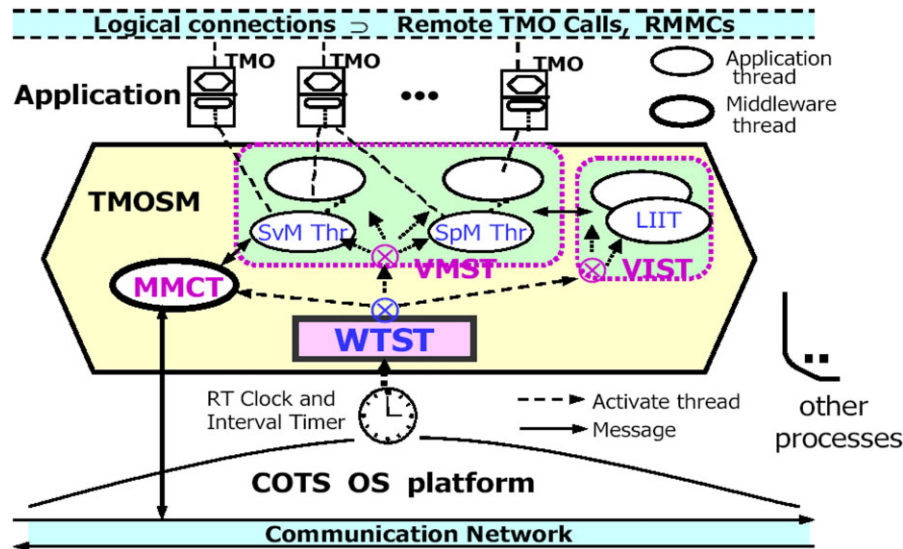 Logical connections ⊃ Remote TMO Calls, RMMCs
TMO
TMO
TMO
Application
•••
Application
thread
Middleware
thread
TMOSM
SvM Thr
SpM Thr
LIIT
VMST
VIST
MMCT
WTST
RT Clock and
Interval Timer
Activate thread
Message
other
processes
COTS OS platform
Communication Network